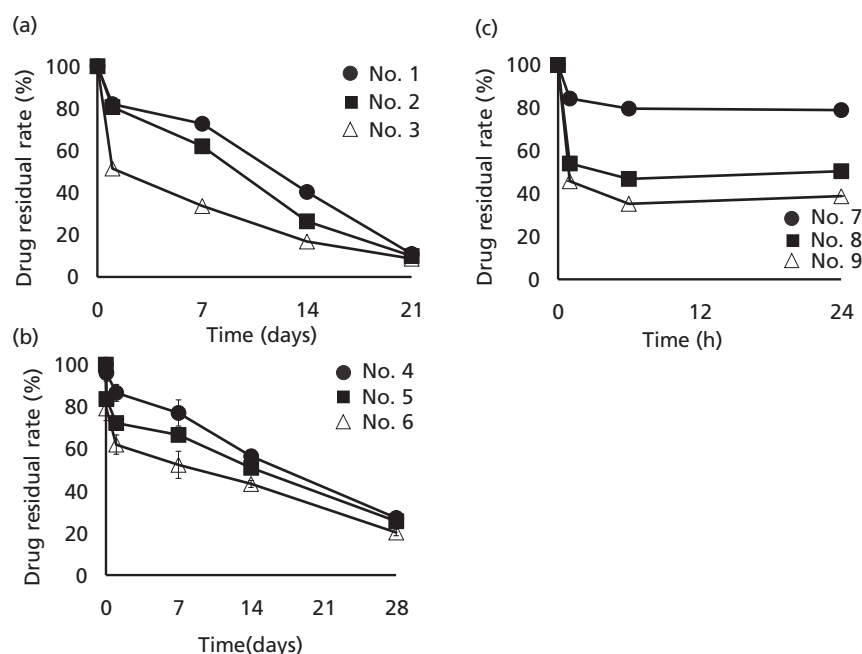 (a)
Drug residual rate (%)
100
80
60
40
20
0
No. 1
No. 2
No. 3
0 7 14 21
Time (days)
(b)
Drug residual rate (%)
100
80
60
40
20
0
No. 4
No. 5
No. 6
0 7 14 21 28
Time(days)
(c)
Drug residual rate (%)
100
80
60
40
20
0
No. 7
No. 8
No. 9
0 12 24
Time (h)